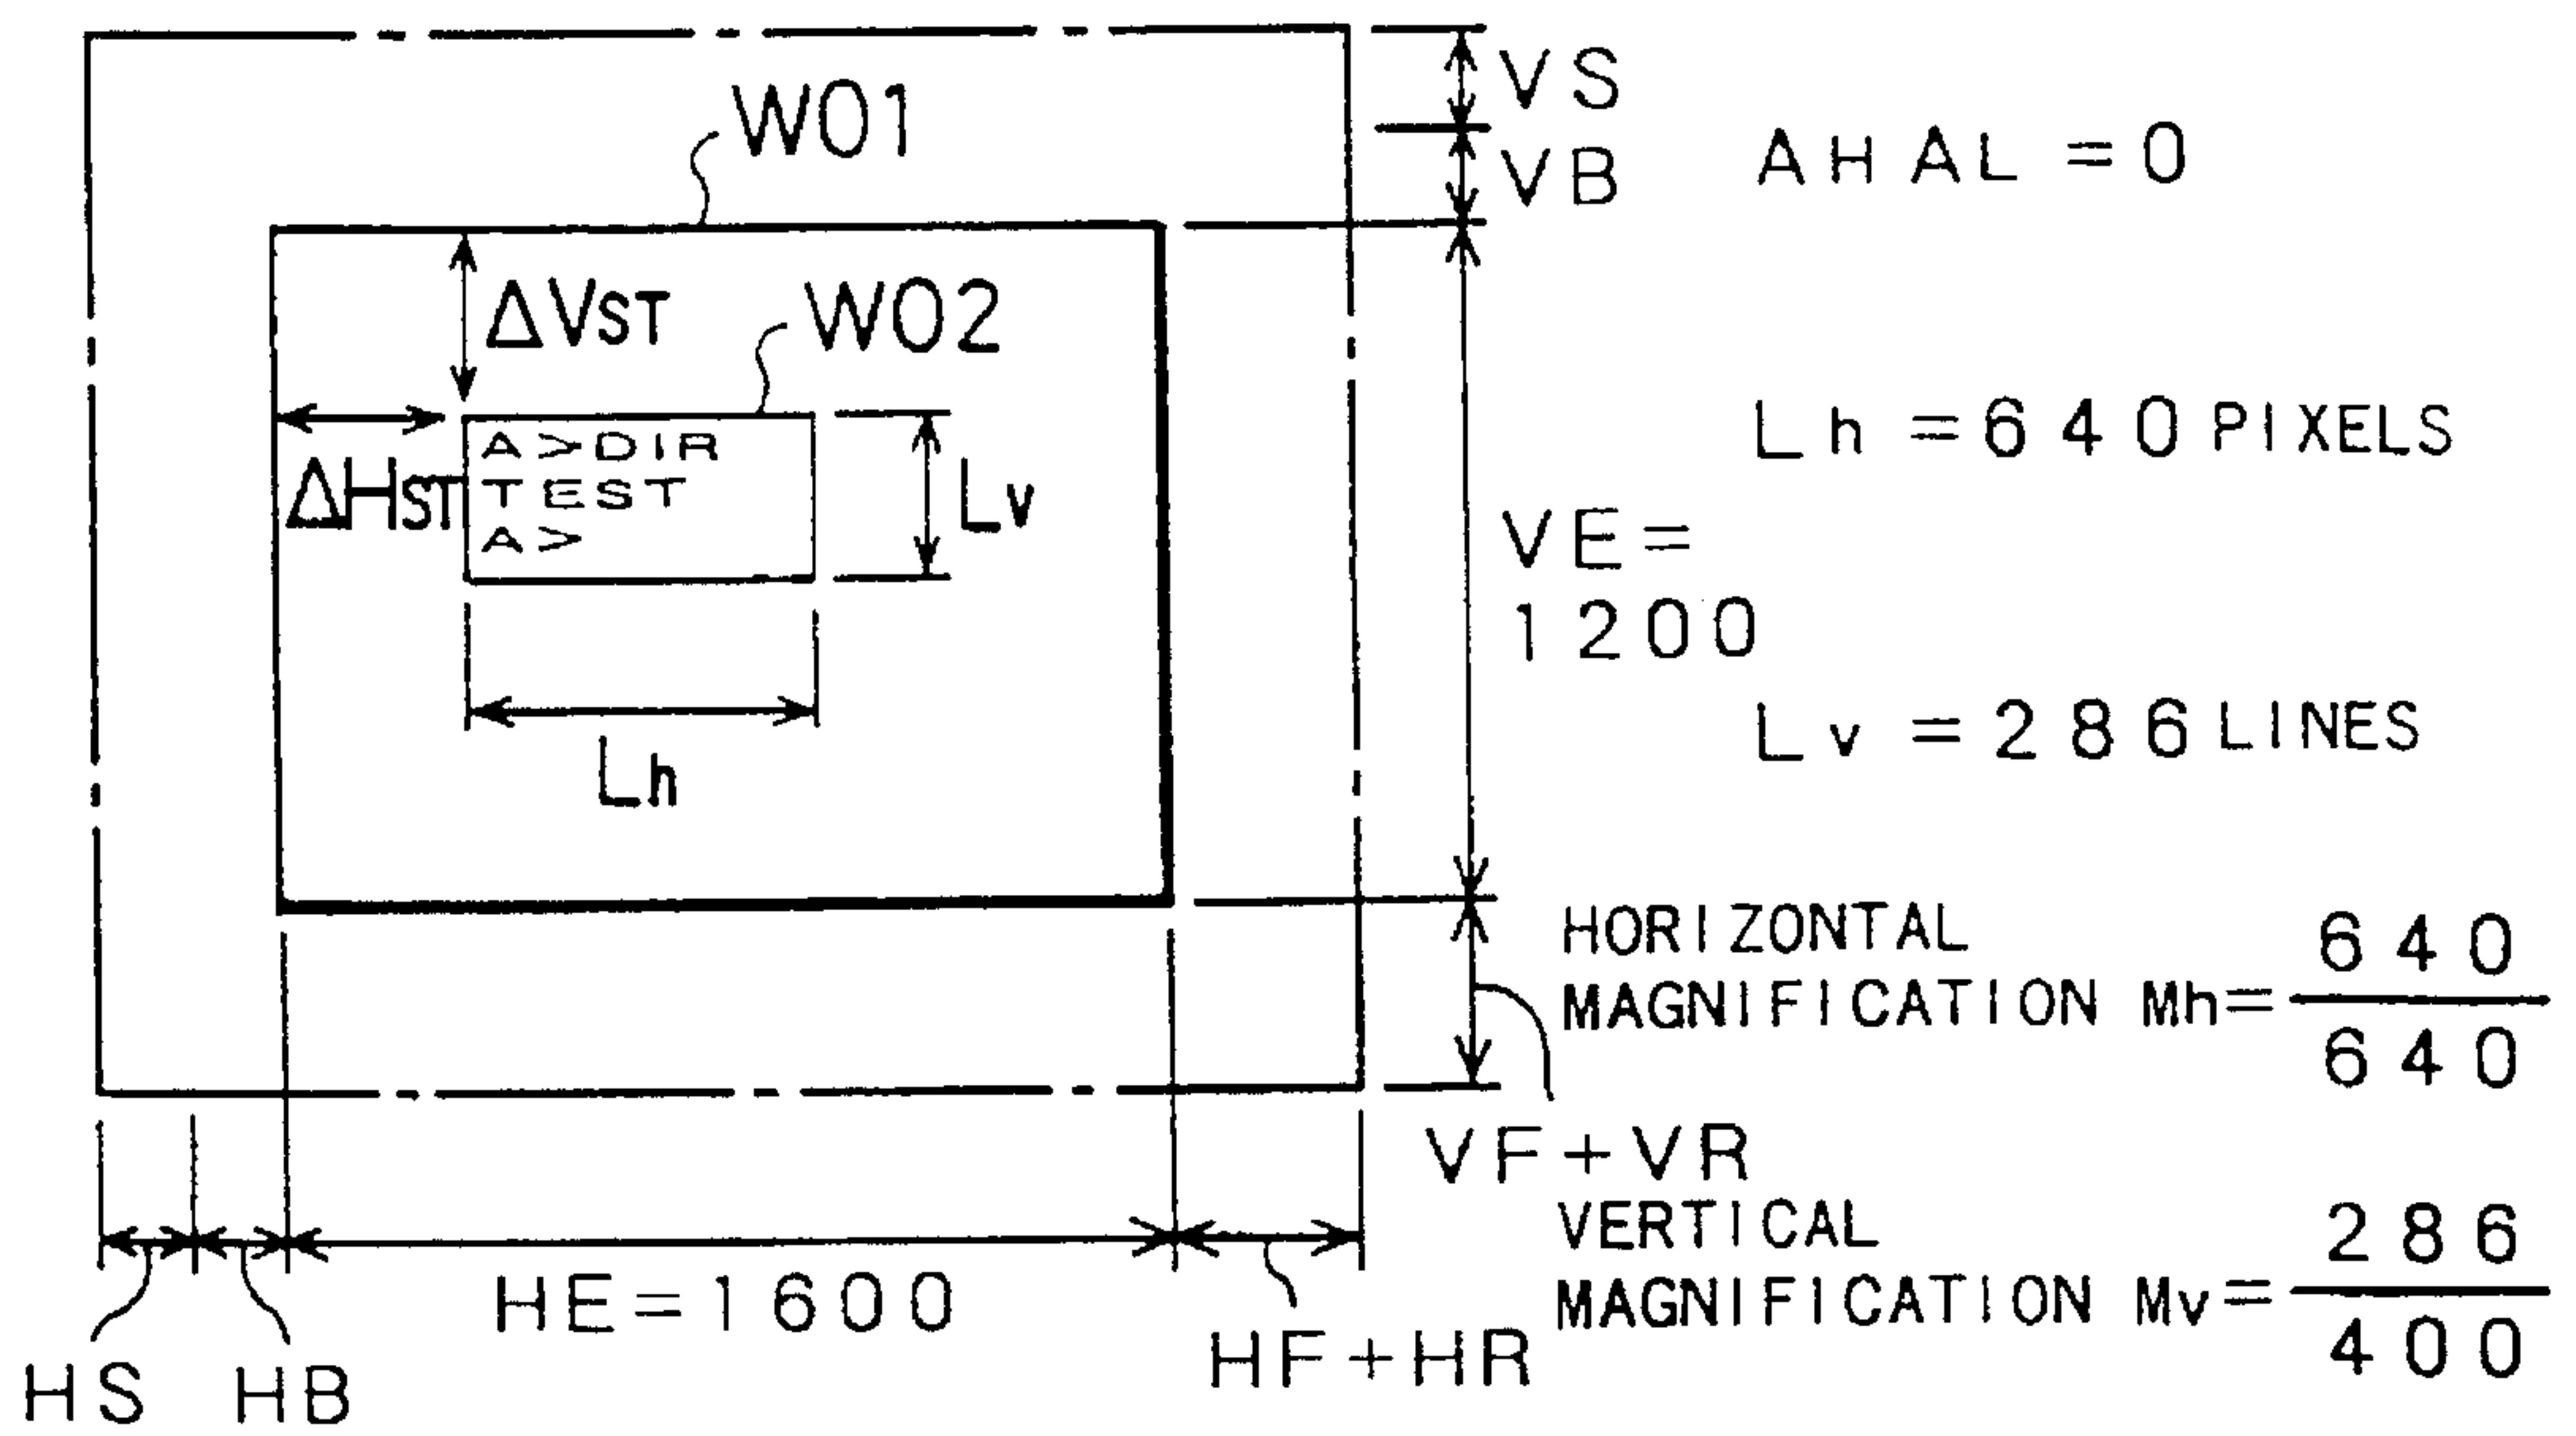 VS
W01
VB
AHAL=0
ΔVST
W02
Lh=640 PIXELS
A>DIR
TEST
A>
ΔHST
Lv
VE=
1200
Lv=286 LINES
Lh
HORIZONTAL
MAGNIFICATION Mh=640/640
VF+VR
VERTICAL
MAGNIFICATION Mv=286/400
HE=1600
HF+HR
HS
HB